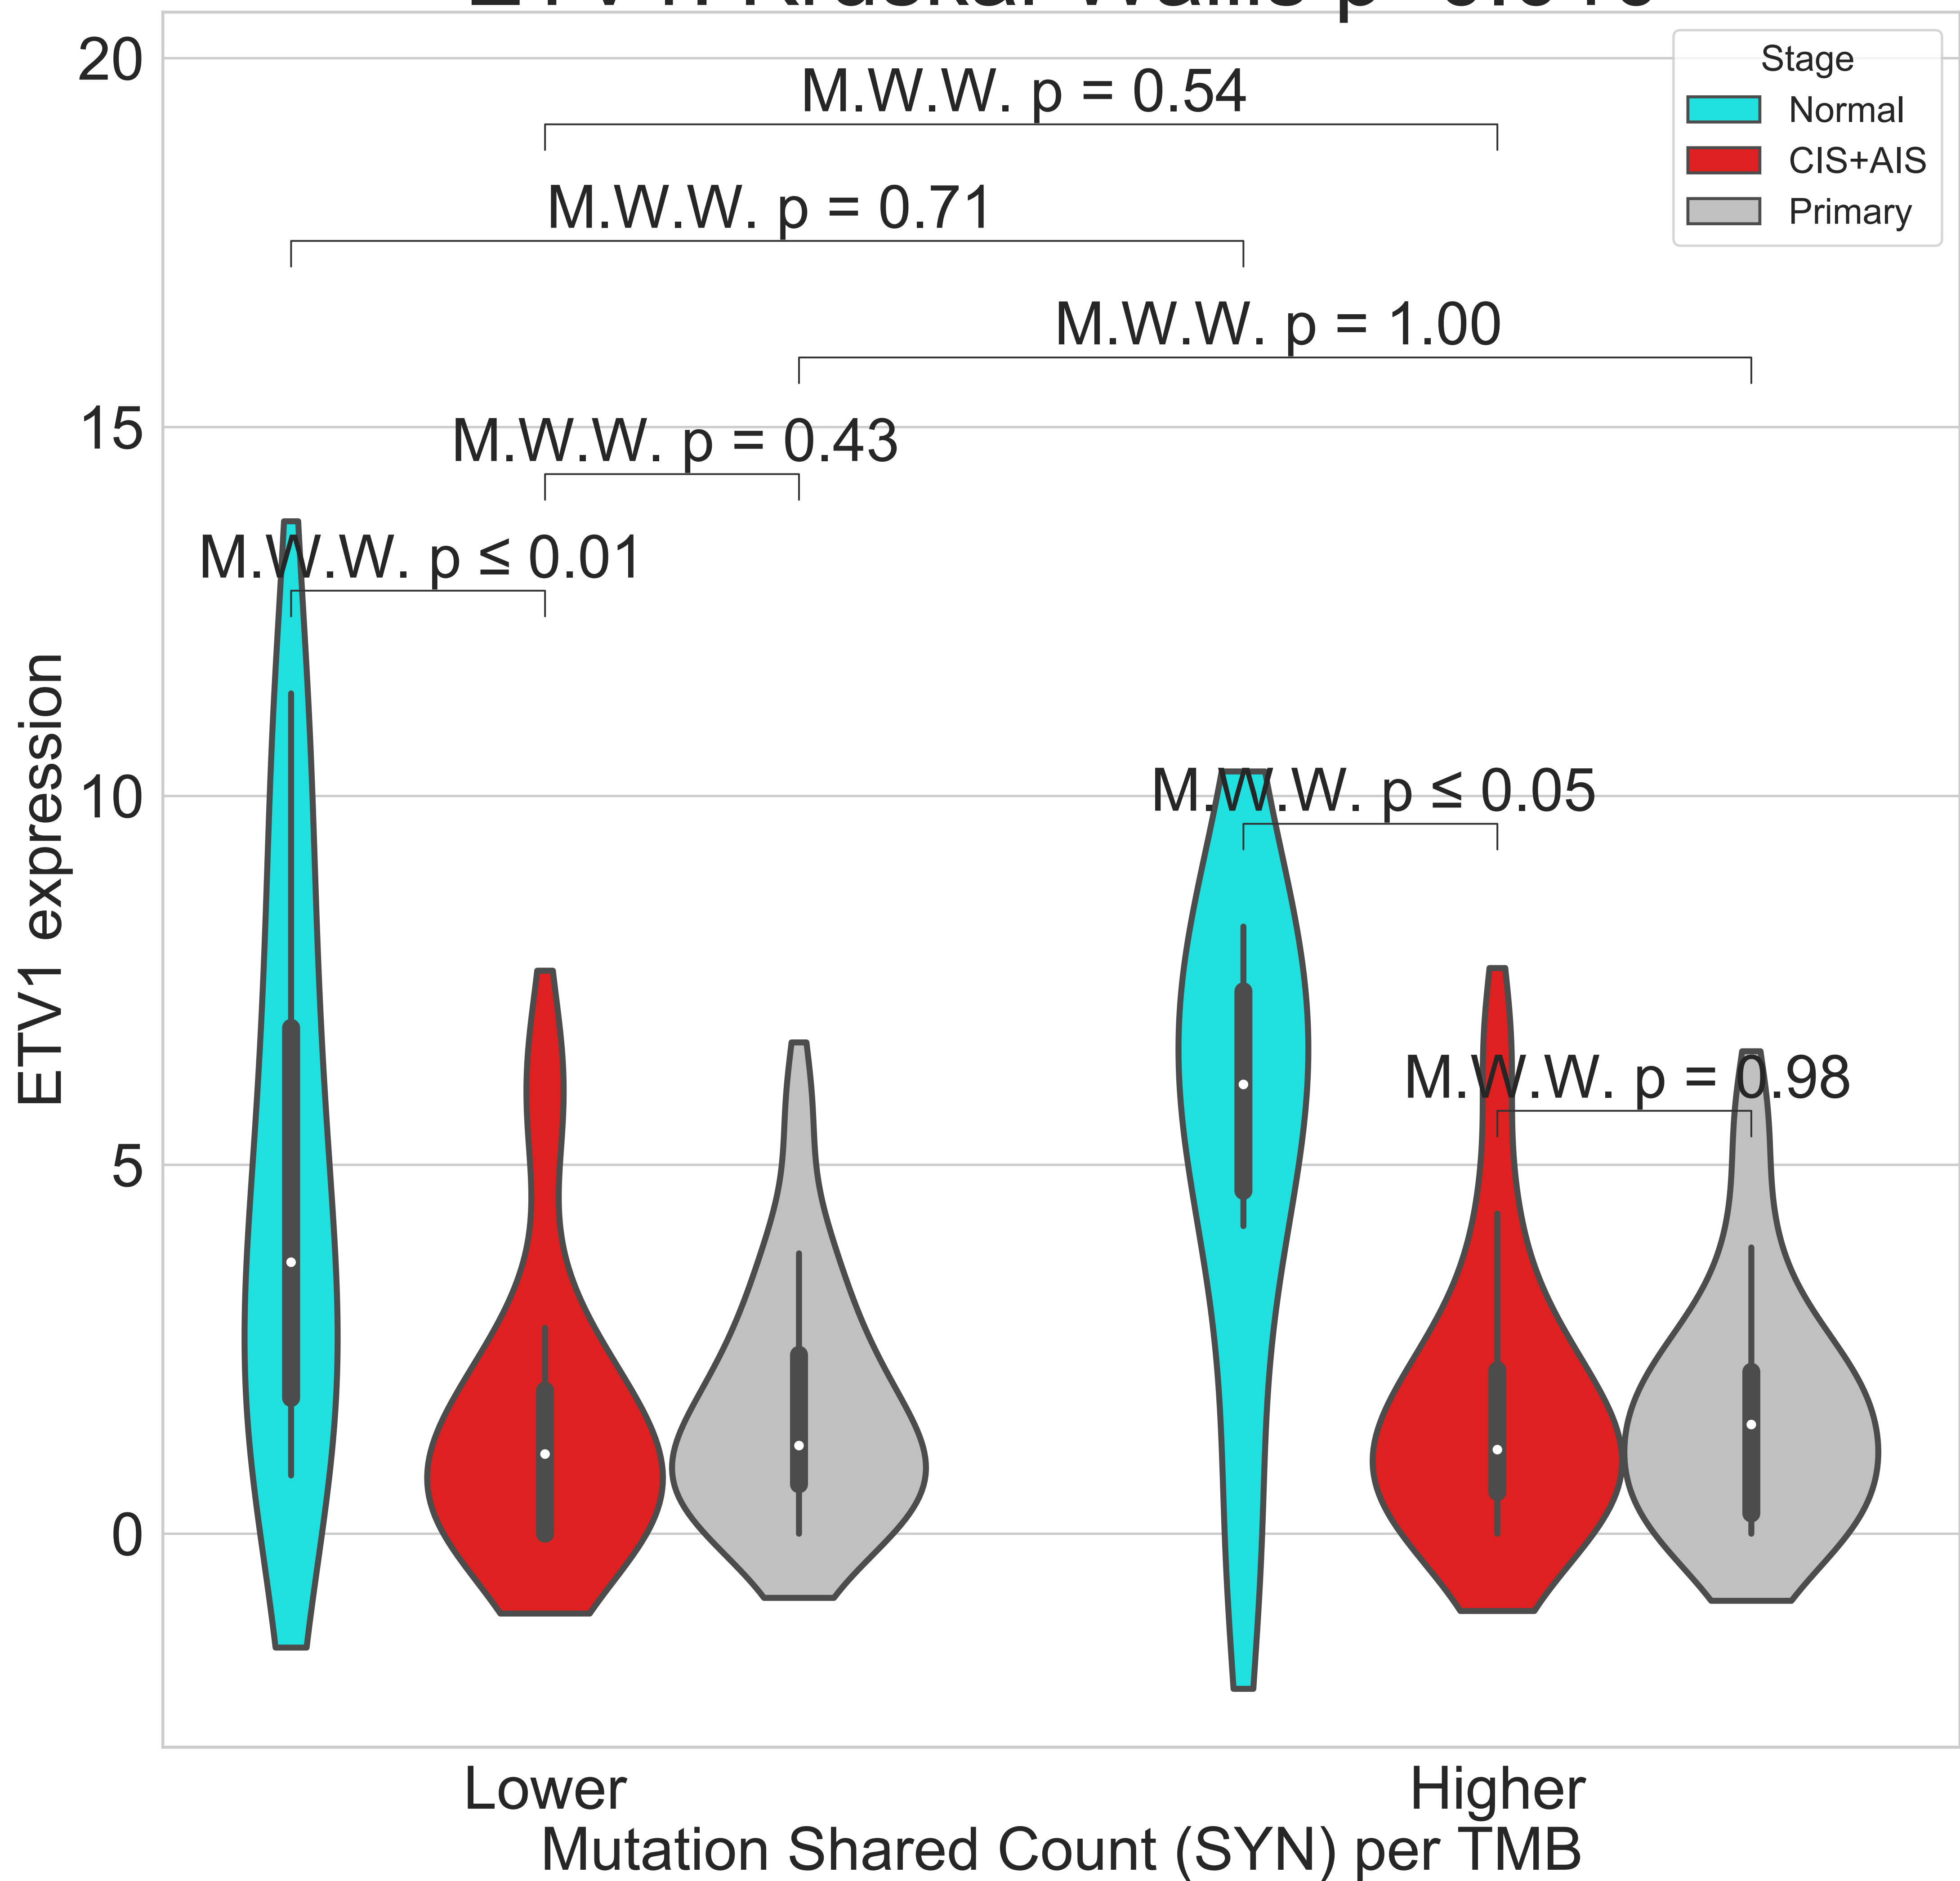 20
15
10
5
0
ETV1 expression
M.W.W. p = 0.54
M.W.W. p = 0.71
M.W.W. p = 1.00
M.W.W. p = 0.43
M.W.W. p ≤ 0.01
M.W.W. p ≤ 0.05
M.W.W. p = 0.98
Stage
Normal
CIS+AIS
Primary
Lower
Higher
Mutation Shared Count (SYN) per TMB